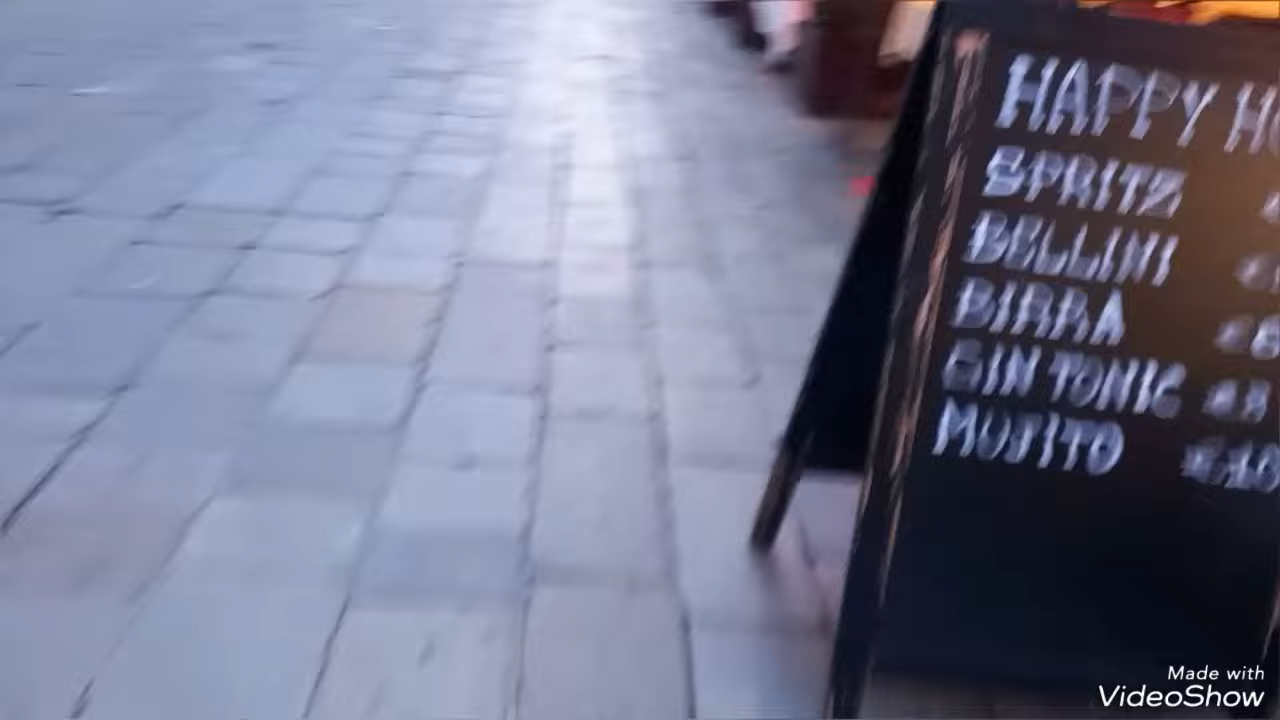 HAPPY
SPRITZ
BELLINI
BIRRA
GIN TONIC
MOJITO
Made with
VideoShow